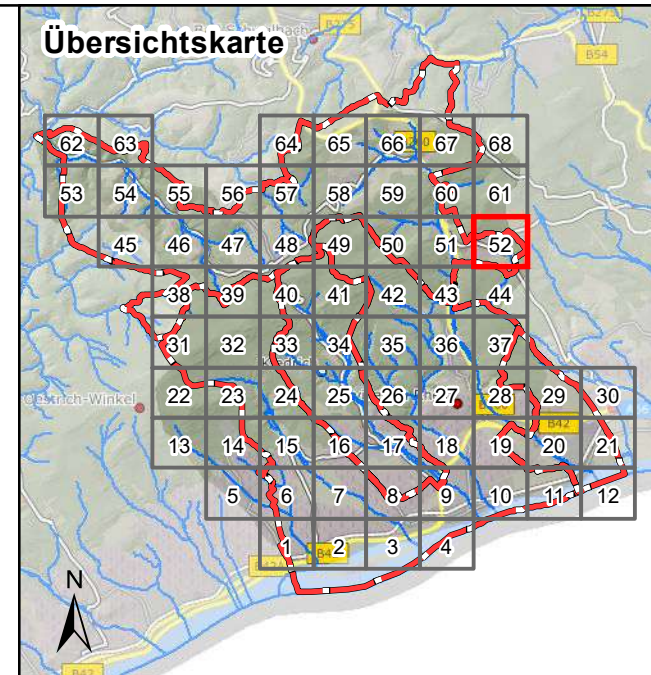 Übersichtskarte
B275
B54
62 63 64 65 66 67 68
53 54 55 56 57 58 59 60 61
45 46 47 48 49 50 51 52
38 39 40 41 42 43 44
31 32 33 34 35 36 37
Oestrich-Winkel 22 23 24 25 26 27 28 29 30
B42
13 14 15 16 17 18 19 20 21
5 6 7 8 9 10 11 12
1 2 3 4
N
B42